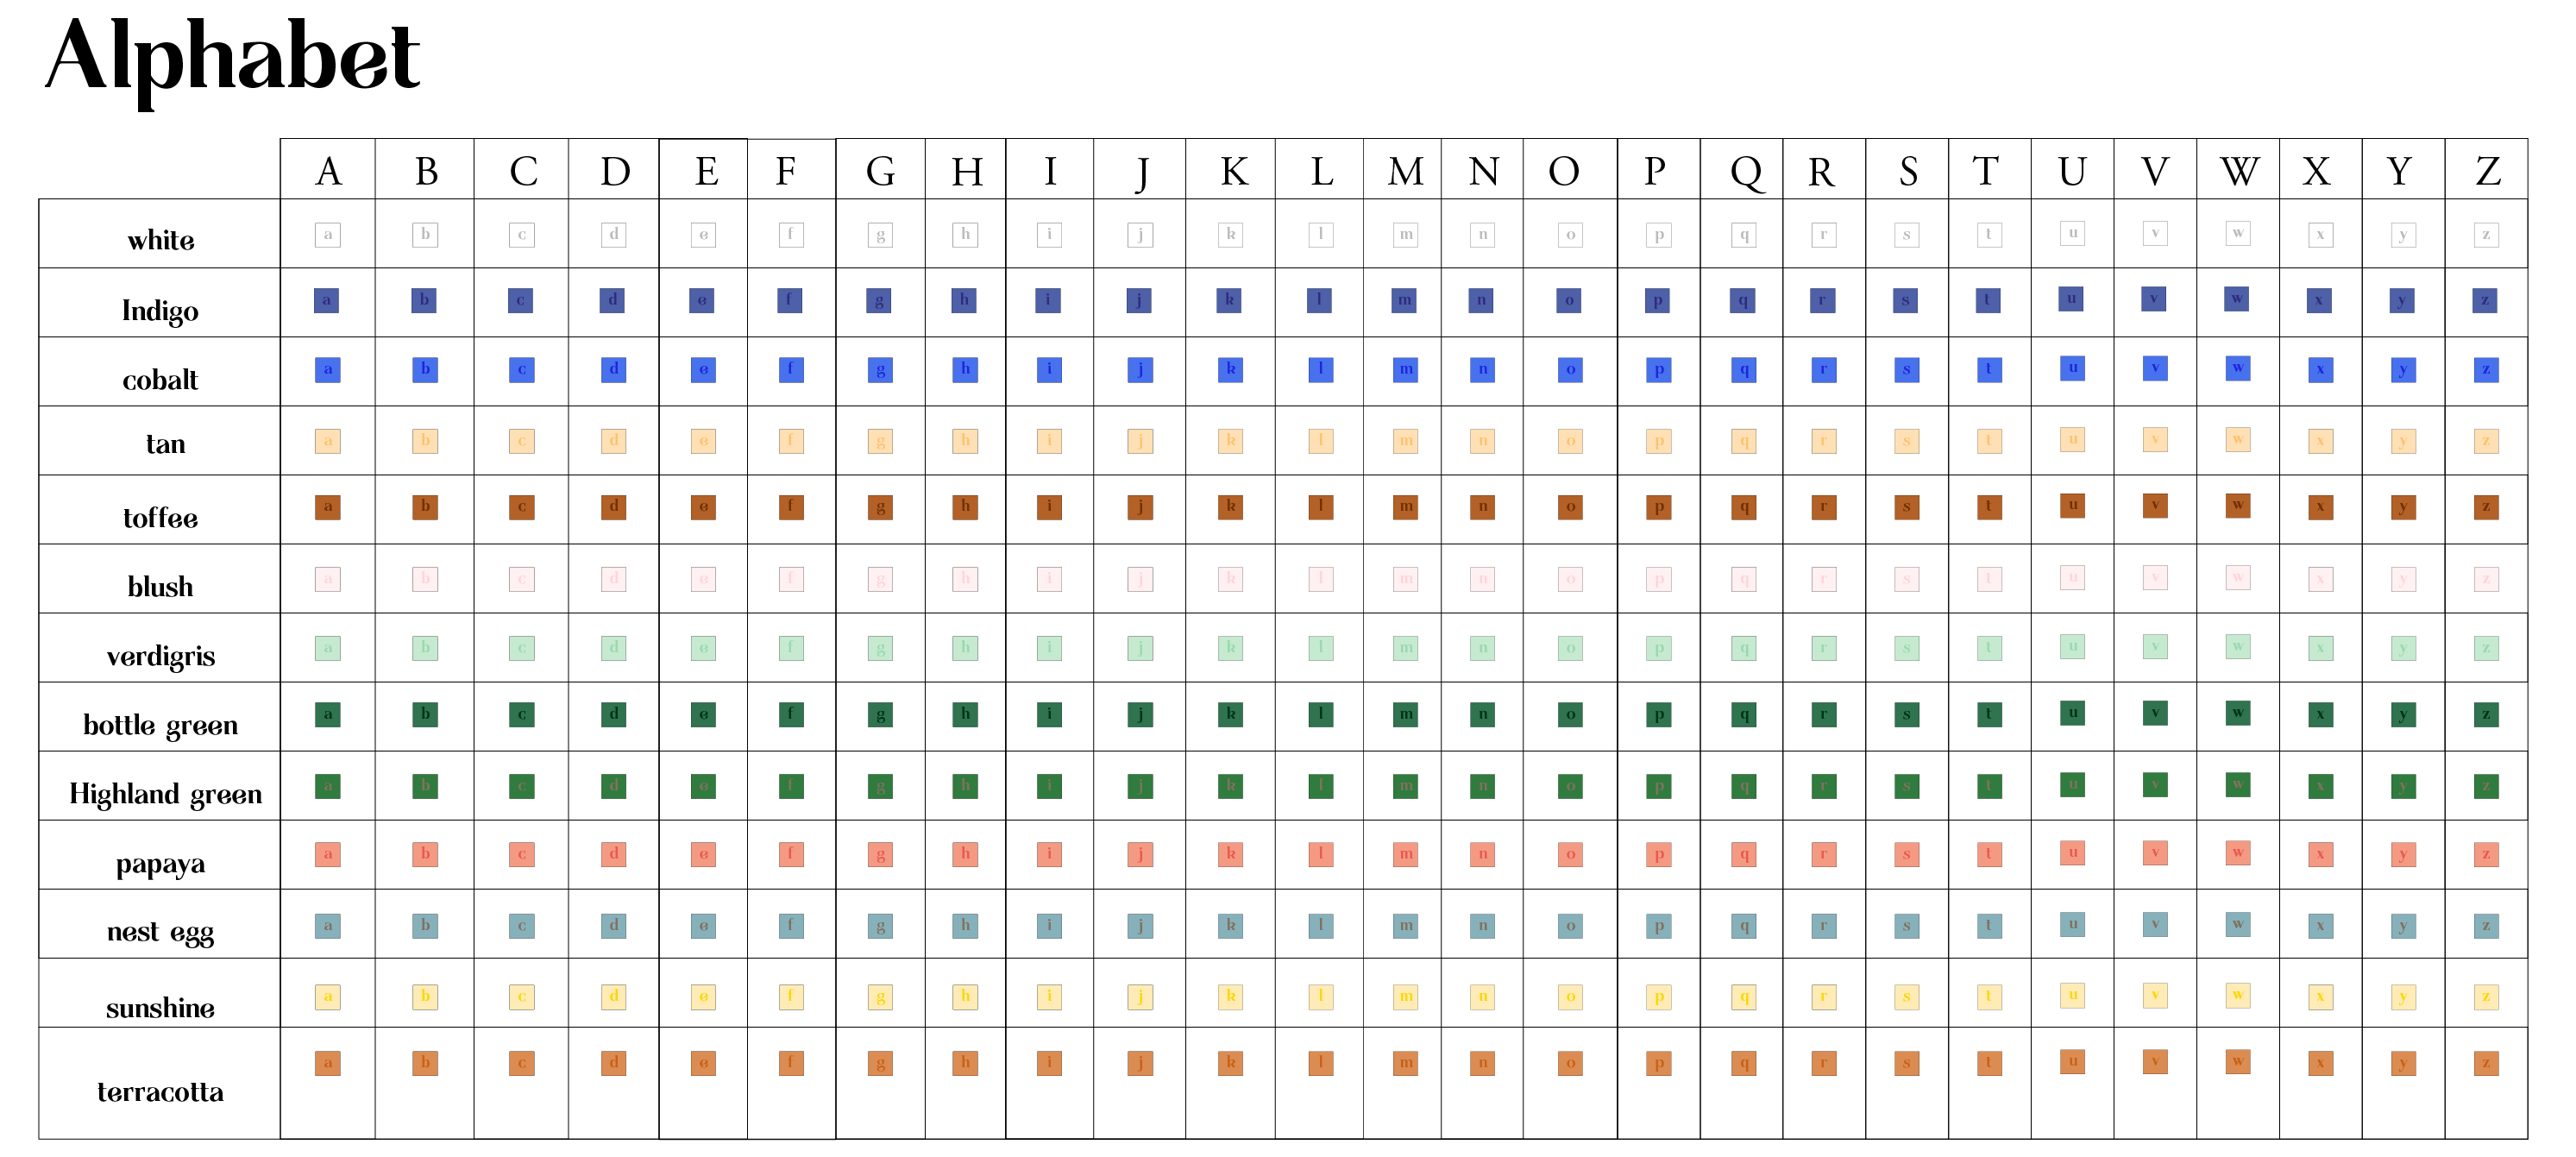 Alphabet
A B C D E F G H I J K L M N O P Q R S T U V W X Y Z
white a b c d e f g h i j k l m n o p q r s t u v w x y z
Indigo a b c d e f g h i j k l m n o p q r s t u v w x y z
cobalt a b c d e f g h i j k l m n o p q r s t u v w x y z
tan a b c d e f g h i j k l m n o p q r s t u v w x y z
toffee a b c d e f g h i j k l m n o p q r s t u v w x y z
blush a b c d e f g h i j k l m n o p q r s t u v w x y z
verdigris a b c d e f g h i j k l m n o p q r s t u v w x y z
bottle green a b c d e f g h i j k l m n o p q r s t u v w x y z
Highland green a b c d e f g h i j k l m n o p q r s t u v w x y z
papaya a b c d e f g h i j k l m n o p q r s t u v w x y z
nest egg a b c d e f g h i j k l m n o p q r s t u v w x y z
sunshine a b c d e f g h i j k l m n o p q r s t u v w x y z
terracotta a b c d e f g h i j k l m n o p q r s t u v w x y z